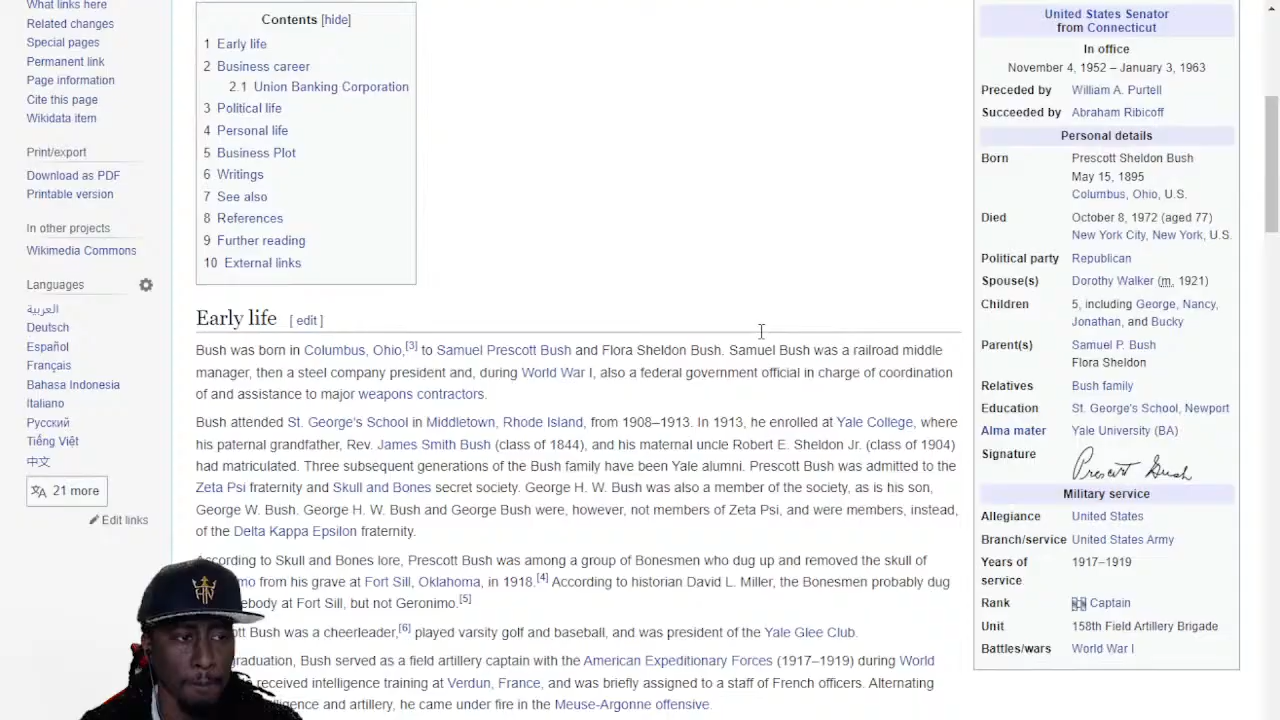 What links here
Related changes
Special pages
Permanent link
Page information
Cite this page
Wikidata item
Print/export
Download as PDF
Printable version
In other projects
Wikimedia Commons
Languages
العربية
Deutsch
Español
Français
Bahasa Indonesia
Italiano
Русский
Tiếng Việt
中文
21 more
Edit links
Contents [hide]
1 Early life
2 Business career
2.1 Union Banking Corporation
3 Political life
4 Personal life
5 Business Plot
6 Writings
7 See also
8 References
9 Further reading
10 External links
Early life [ edit ]
Bush was born in Columbus, Ohio,[3] to Samuel Prescott Bush and Flora Sheldon Bush. Samuel Bush was a railroad middle
manager, then a steel company president and, during World War I, also a federal government official in charge of coordination
of and assistance to major weapons contractors.
Bush attended St. George's School in Middletown, Rhode Island, from 1908–1913. In 1913, he enrolled at Yale College, where
his paternal grandfather, Rev. James Smith Bush (class of 1844), and his maternal uncle Robert E. Sheldon Jr. (class of 1904)
had matriculated. Three subsequent generations of the Bush family have been Yale alumni. Prescott Bush was admitted to the
Zeta Psi fraternity and Skull and Bones secret society. George H. W. Bush was also a member of the society, as is his son,
George W. Bush. George H. W. Bush and George Bush were, however, not members of Zeta Psi, and were members, instead,
of the Delta Kappa Epsilon fraternity.
According to Skull and Bones lore, Prescott Bush was among a group of Bonesmen who dug up and removed the skull of
mo from his grave at Fort Sill, Oklahoma, in 1918.[4] According to historian David L. Miller, the Bonesmen probably dug
ebody at Fort Sill, but not Geronimo.[5]
ott Bush was a cheerleader,[6] played varsity golf and baseball, and was president of the Yale Glee Club.
graduation, Bush served as a field artillery captain with the American Expeditionary Forces (1917–1919) during World
received intelligence training at Verdun, France, and was briefly assigned to a staff of French officers. Alternating
ligence and artillery, he came under fire in the Meuse-Argonne offensive.
United States Senator
from Connecticut
In office
November 4, 1952 – January 3, 1963
Preceded by William A. Purtell
Succeeded by Abraham Ribicoff
Personal details
Born Prescott Sheldon Bush
May 15, 1895
Columbus, Ohio, U.S.
Died October 8, 1972 (aged 77)
New York City, New York, U.S.
Political party Republican
Spouse(s) Dorothy Walker (m. 1921)
Children 5, including George, Nancy,
Jonathan, and Bucky
Parent(s) Samuel P. Bush
Flora Sheldon
Relatives Bush family
Education St. George's School, Newport
Alma mater Yale University (BA)
Signature Prescott Bush
Military service
Allegiance United States
Branch/service United States Army
Years of 1917–1919
service
Rank Captain
Unit 158th Field Artillery Brigade
Battles/wars World War I